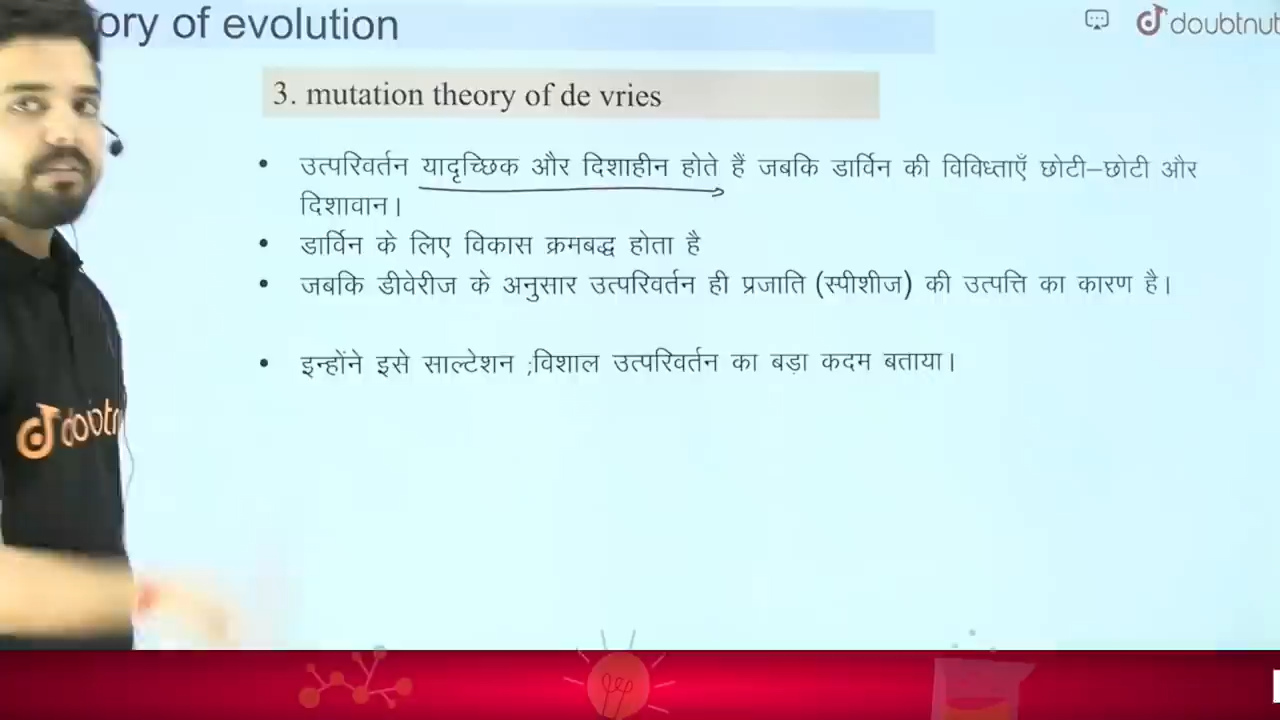 ory of evolution
doubtnut
3. mutation theory of de vries
• उत्परिवर्तन यादृच्छिक और दिशाहीन होते हैं जबकि डार्विन की विविध्ताएँ छोटी–छोटी और
दिशावान।
• डार्विन के लिए विकास क्रमबद्ध होता है
• जबकि डीवेरीज के अनुसार उत्परिवर्तन ही प्रजाति (स्पीशीज) की उत्पत्ति का कारण है।
• इन्होंने इसे साल्टेशन ;विशाल उत्परिवर्तन का बड़ा कदम बताया।
doubtn